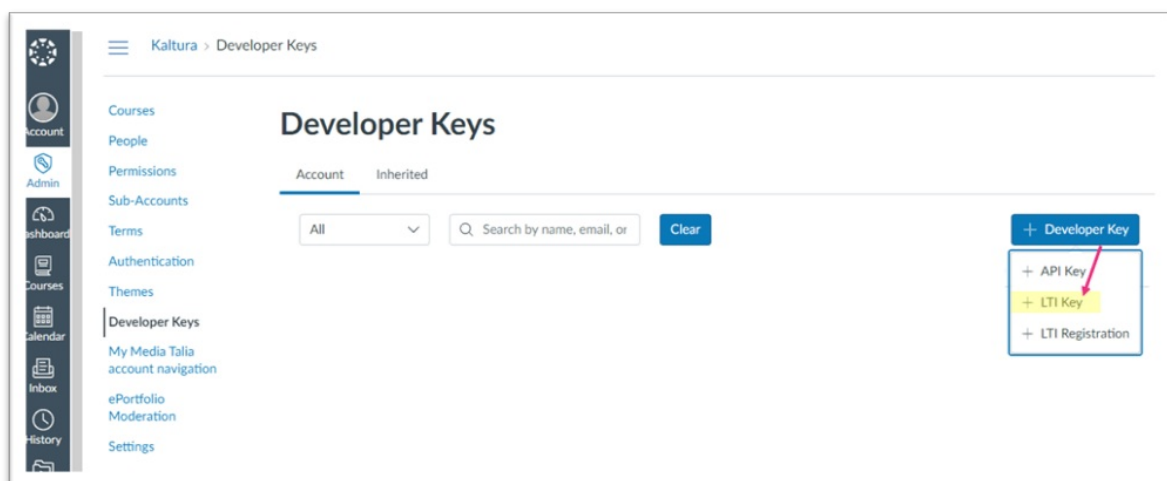 Kaltura > Developer Keys
Account
Admin
ashboard
Courses
alendar
Inbox
History
Courses
People
Permissions
Sub-Accounts
Terms
Authentication
Themes
Developer Keys
My Media Talia
account navigation
ePortfolio
Moderation
Settings
Developer Keys
Account Inherited
All
Search by name, email, or
Clear
+ Developer Key
+ API Key
+ LTI Key
+ LTI Registration